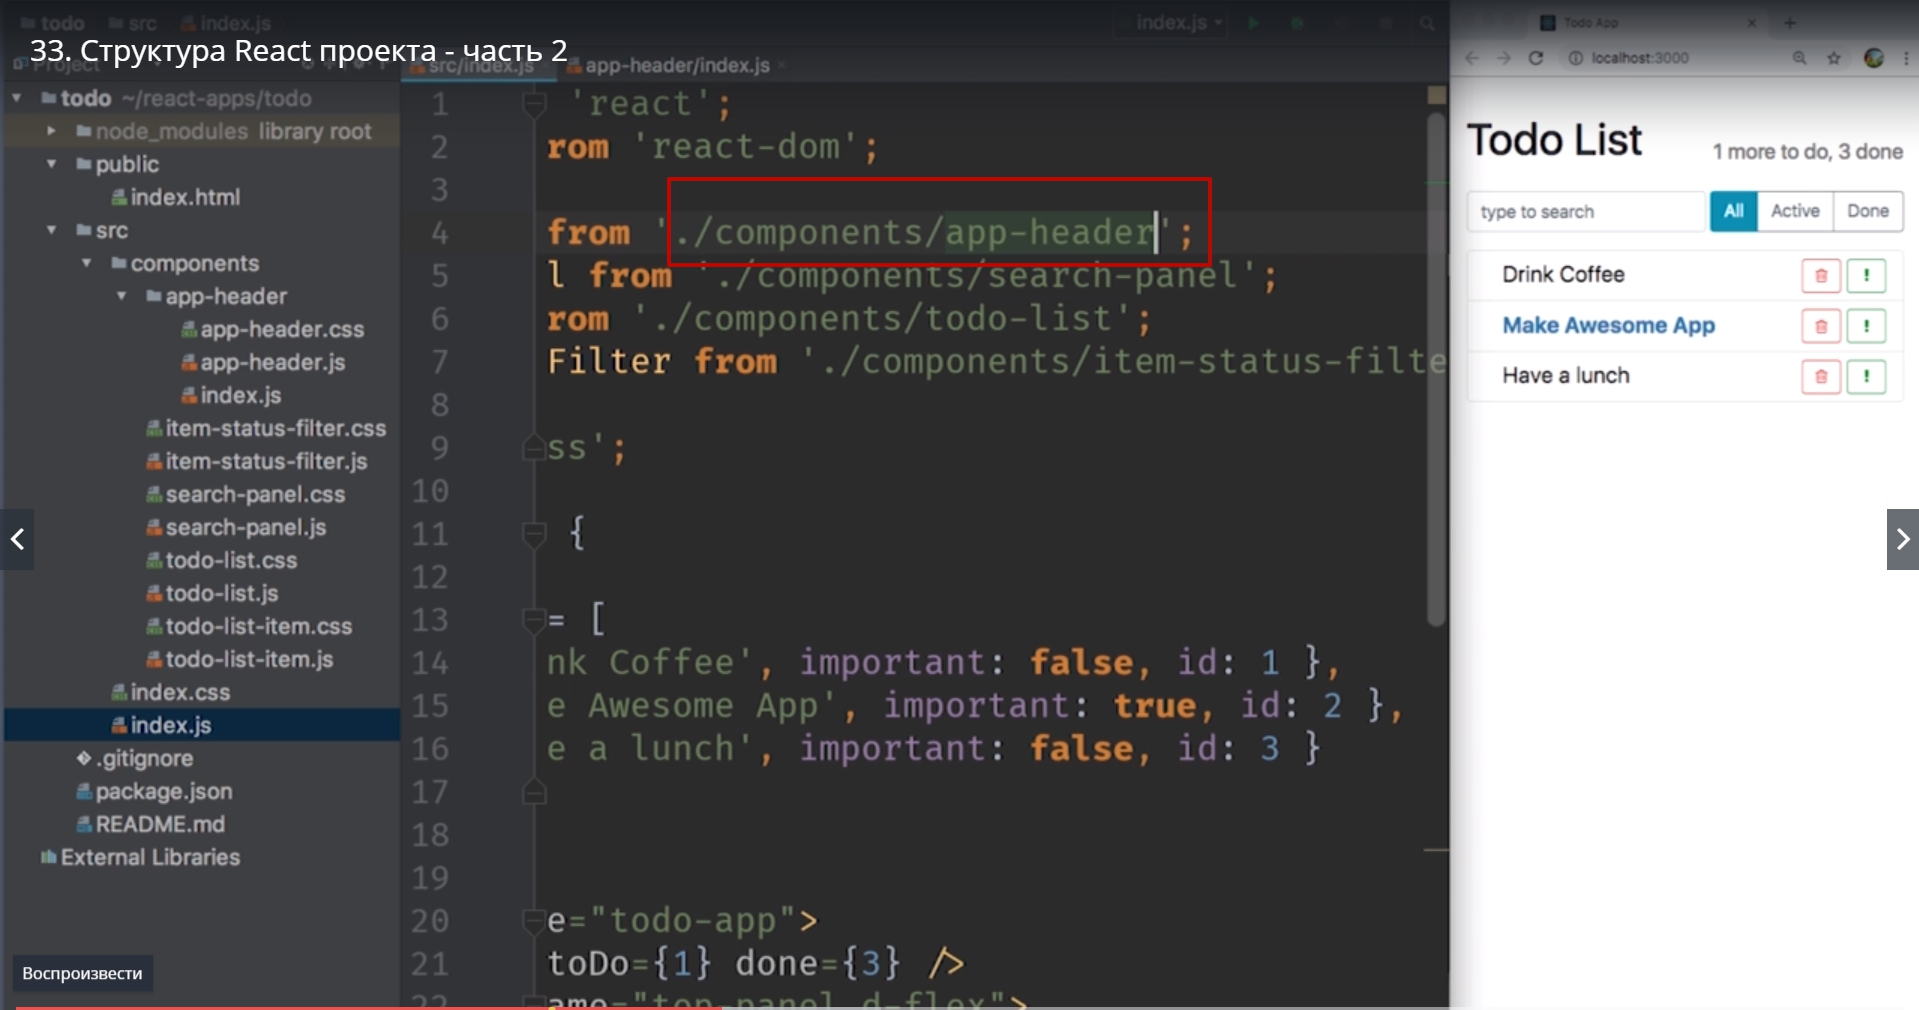 todo src index.js
index.js
33. Структура React проекта - часть 2
Project
src/index.js app-header/index.js
todo ~/react-apps/todo
node_modules library root
public
index.html
src
components
app-header
app-header.css
app-header.js
index.js
item-status-filter.css
item-status-filter.js
search-panel.css
search-panel.js
todo-list.css
todo-list.js
todo-list-item.css
todo-list-item.js
index.css
index.js
.gitignore
package.json
README.md
External Libraries
Воспроизвести
1 'react';
2 rom 'react-dom';
3
4 from './components/app-header';
5 l from './components/search-panel';
6 rom './components/todo-list';
7 Filter from './components/item-status-filte
8
9 ss';
10
11 {
12
13 = [
14 nk Coffee', important: false, id: 1 },
15 e Awesome App', important: true, id: 2 },
16 e a lunch', important: false, id: 3 }
17
18
19
20 e="todo-app">
21 toDo={1} done={3} />
22 ame="top-panel d-flex">
Todo App
localhost:3000
Todo List
1 more to do, 3 done
type to search
All Active Done
Drink Coffee
Make Awesome App
Have a lunch